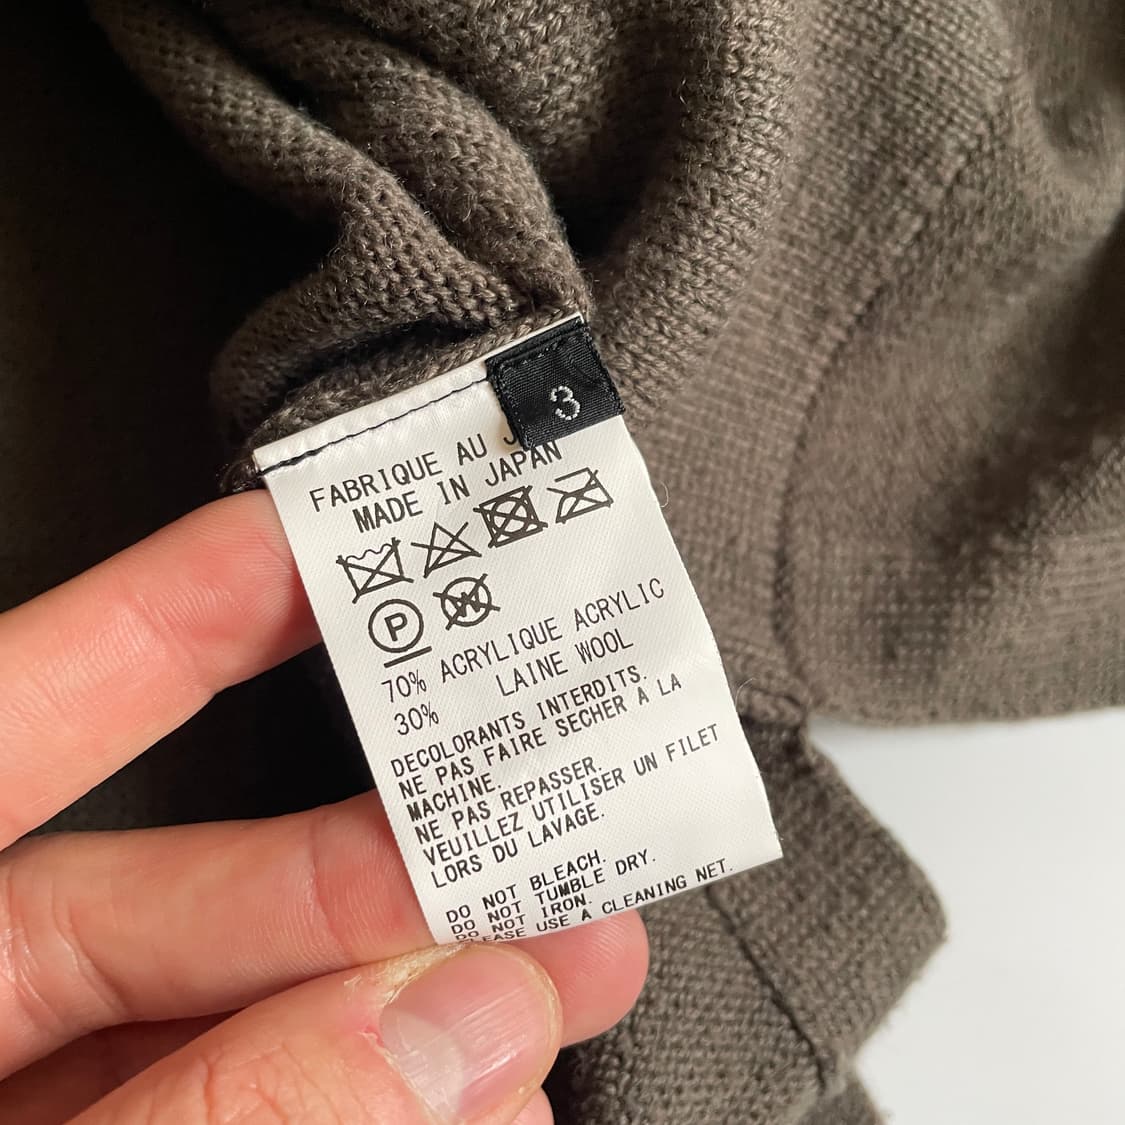 3
FABRIQUE AU J
MADE IN JAPAN
P
W
70% ACRYLIQUE ACRYLIC
30% LAINE WOOL
DECOLORANTS INTERDITS.
NE PAS FAIRE SECHER A LA
MACHINE.
NE PAS REPASSER.
VEUILLEZ UTILISER UN FILET
LORS DU LAVAGE.
DO NOT BLEACH.
DO NOT TUMBLE DRY.
DO NOT IRON.
PLEASE USE A CLEANING NET.